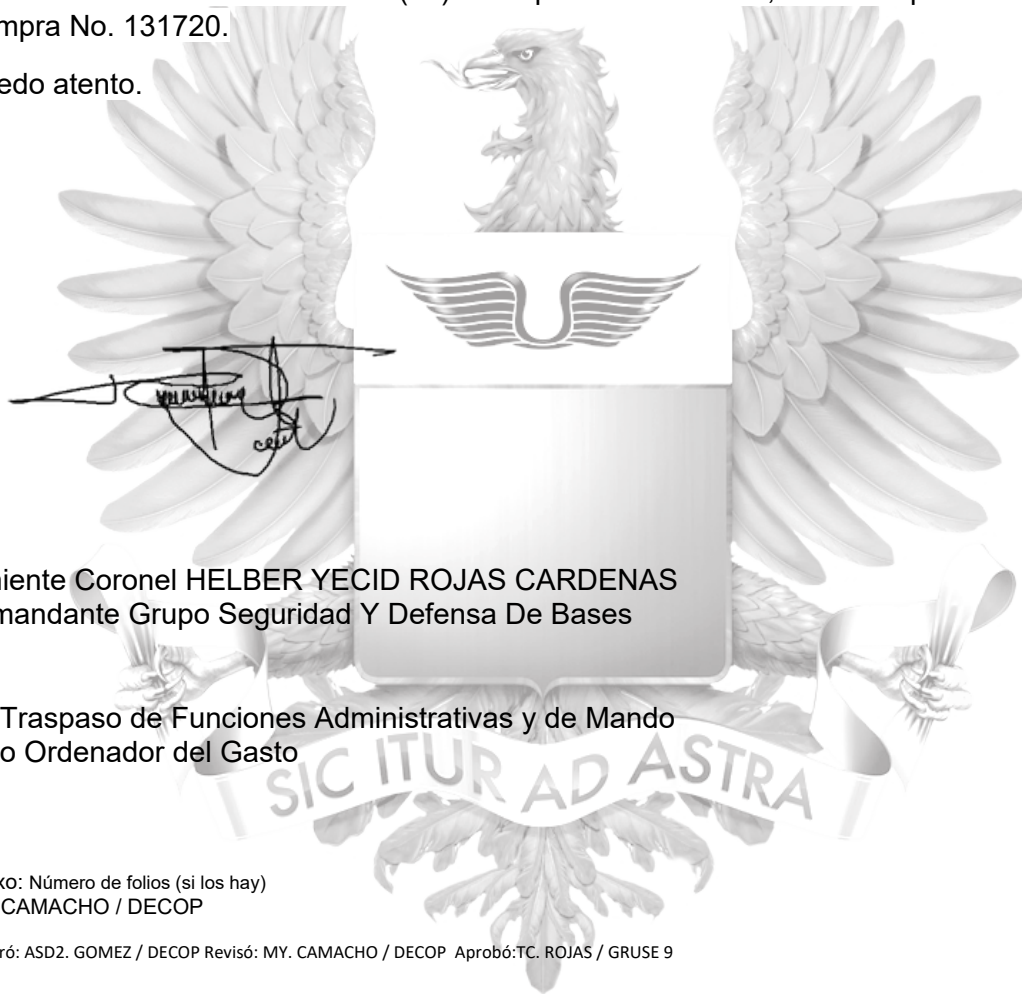 mpra No. 131720.
edo atento.
niente Coronel HELBER YECID ROJAS CARDENAS
mandante Grupo Seguridad Y Defensa De Bases
Traspaso de Funciones Administrativas y de Mando
o Ordenador del Gasto
SIC ITUR AD ASTRA
xo: Número de folios (si los hay)
CAMACHO / DECOP
ró: ASD2. GOMEZ / DECOP Revisó: MY. CAMACHO / DECOP Aprobó:TC. ROJAS / GRUSE 9